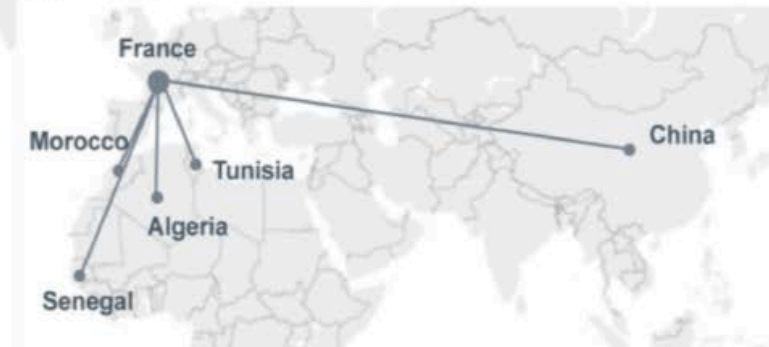 France
Morocco
China
Tunisia
Algeria
Senegal